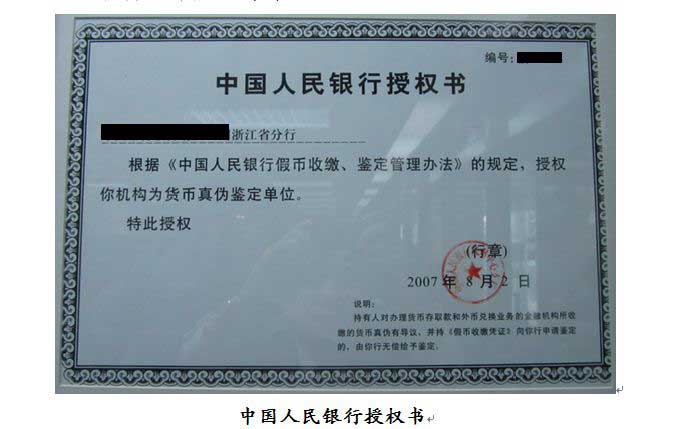 编号:
中国人民银行授权书
浙江省分行
根据《中国人民银行假币收缴、鉴定管理办法》的规定，授权
你机构为货币真伪鉴定单位。
特此授权
(行章)
2007 年 8 月 2 日
说明:
持有人对办理货币存取款和外币兑换业务的金融机构所收
缴的货币真伪有导议、并持《假币收缴凭证》向你行申请鉴定
的，由你行无偿给予鉴定。
中国人民银行授权书